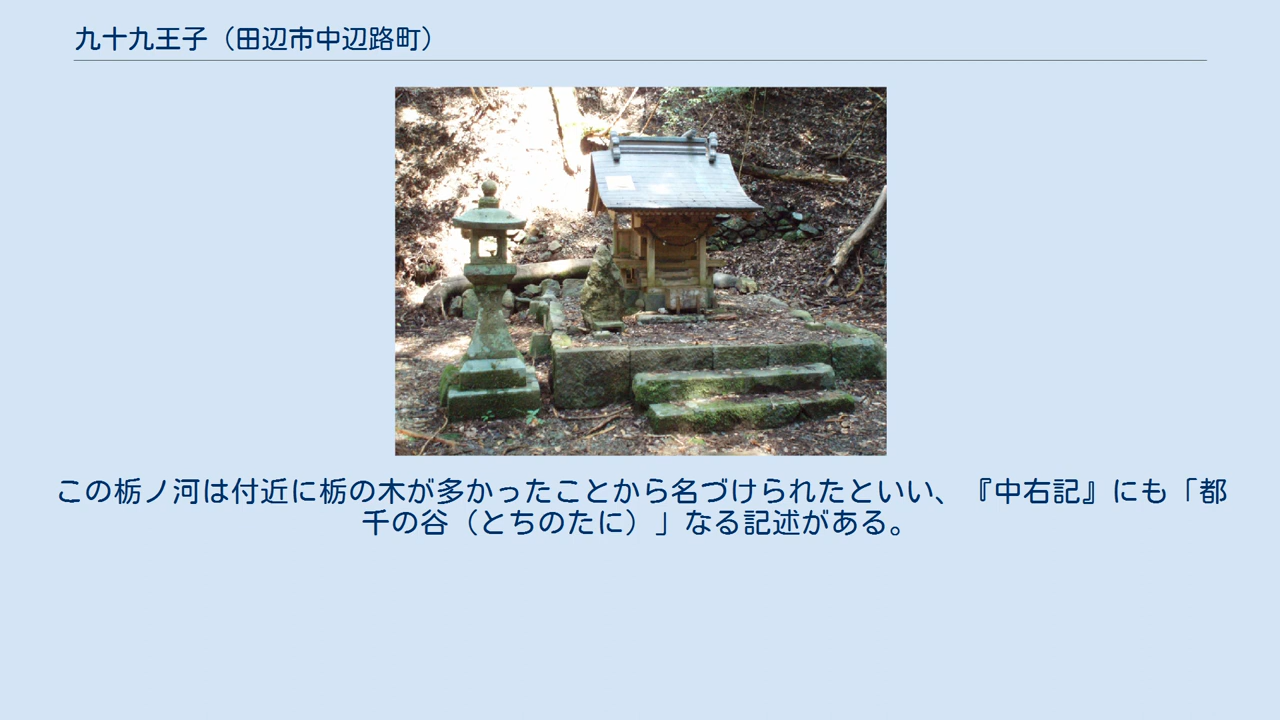 九十九王子（田辺市中辺路町）
この栃ノ河は付近に栃の木が多かったことから名づけられたといい、『中右記』にも「都
千の谷（とちのたに）」なる記述がある。